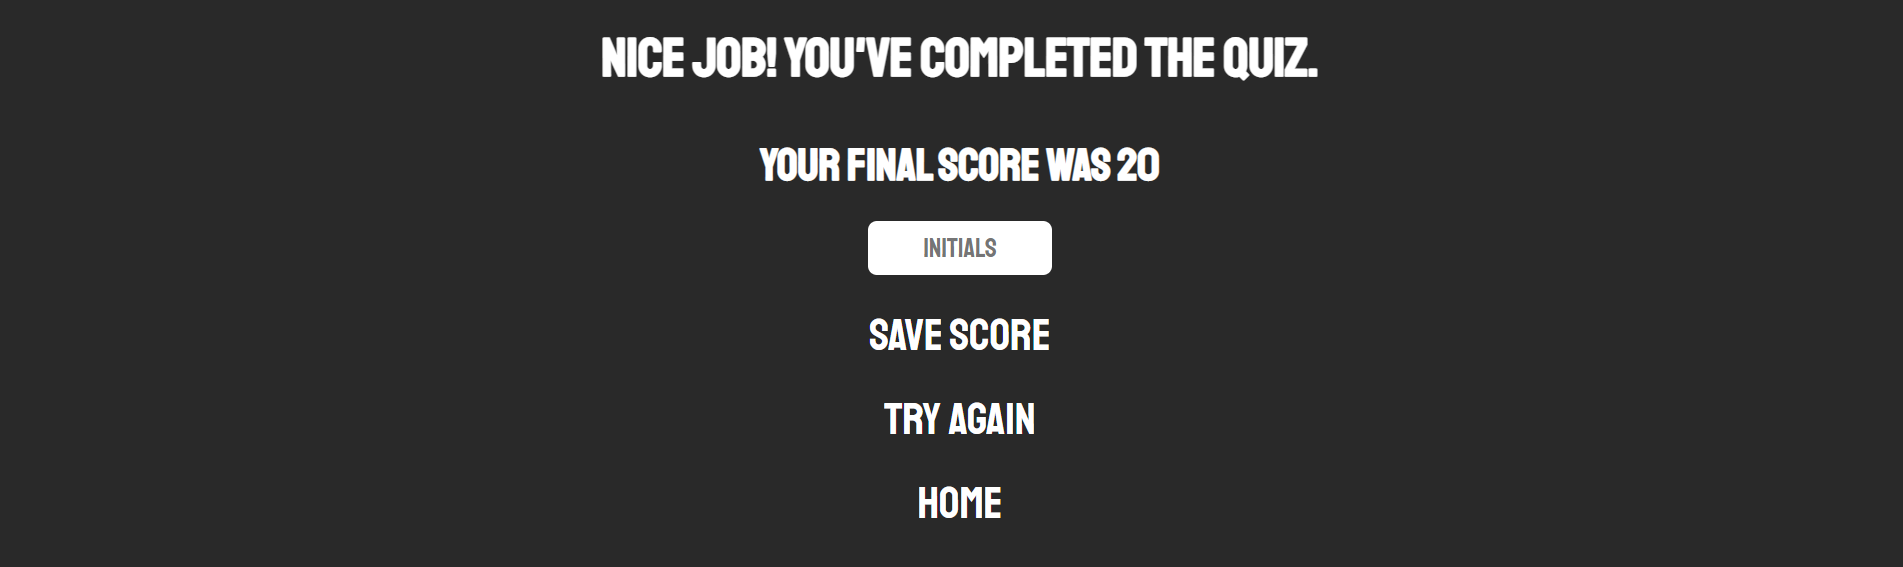 NICE JOB! YOU'VE COMPLETED THE QUIZ.
YOUR FINAL SCORE WAS 20
INITIALS
SAVE SCORE
TRY AGAIN
HOME